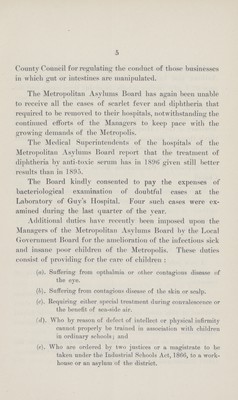 5
County Council for regulating the conduct of those businesses
in which gut or intestines are manipulated.
The Metropolitan Asylums Board has again been unable
to receive all the cases of scarlet fever and diphtheria that
required to be removed to their hospitals, notwithstanding the
continued efforts of the Managers to keep pace with the
growing demands of the Metropolis.
The Medical Superintendents of the hospitals of the
Metropolitan Asylums Board report that the treatment of
diphtheria by anti-toxic serum has in 1896 given still better
results than in 1895.
The Board kindly consented to pay the expenses of
bacteriological examination of doubtful cases at the
Laboratory of Guy's Hospital. Four such cases were ex-
amined during the last quarter of the year.
Additional duties have recently been imposed upon the
Managers of the Metropolitan Asylums Board by the Local
Government Board for the amelioration of the infectious sick
and insane poor children of the Metropolis. These duties
consist of providing for the care of children :
(a). Suffering from opthalmia or other contagious disease of
the eye.
(b). Suffering from contagious disease of the skin or scalp.
(c). Requiring either special treatment during convalescence or
the benefit of sea-side air.
(d). Who by reason of defect of intellect or physical infirmity
cannot properly be trained in association with children
in ordinary schools; and
(e). Who are ordered by two justices or a magistrate to be
taken under the Industrial Schools Act, 1866, to a work-
house or an asylum of the district.